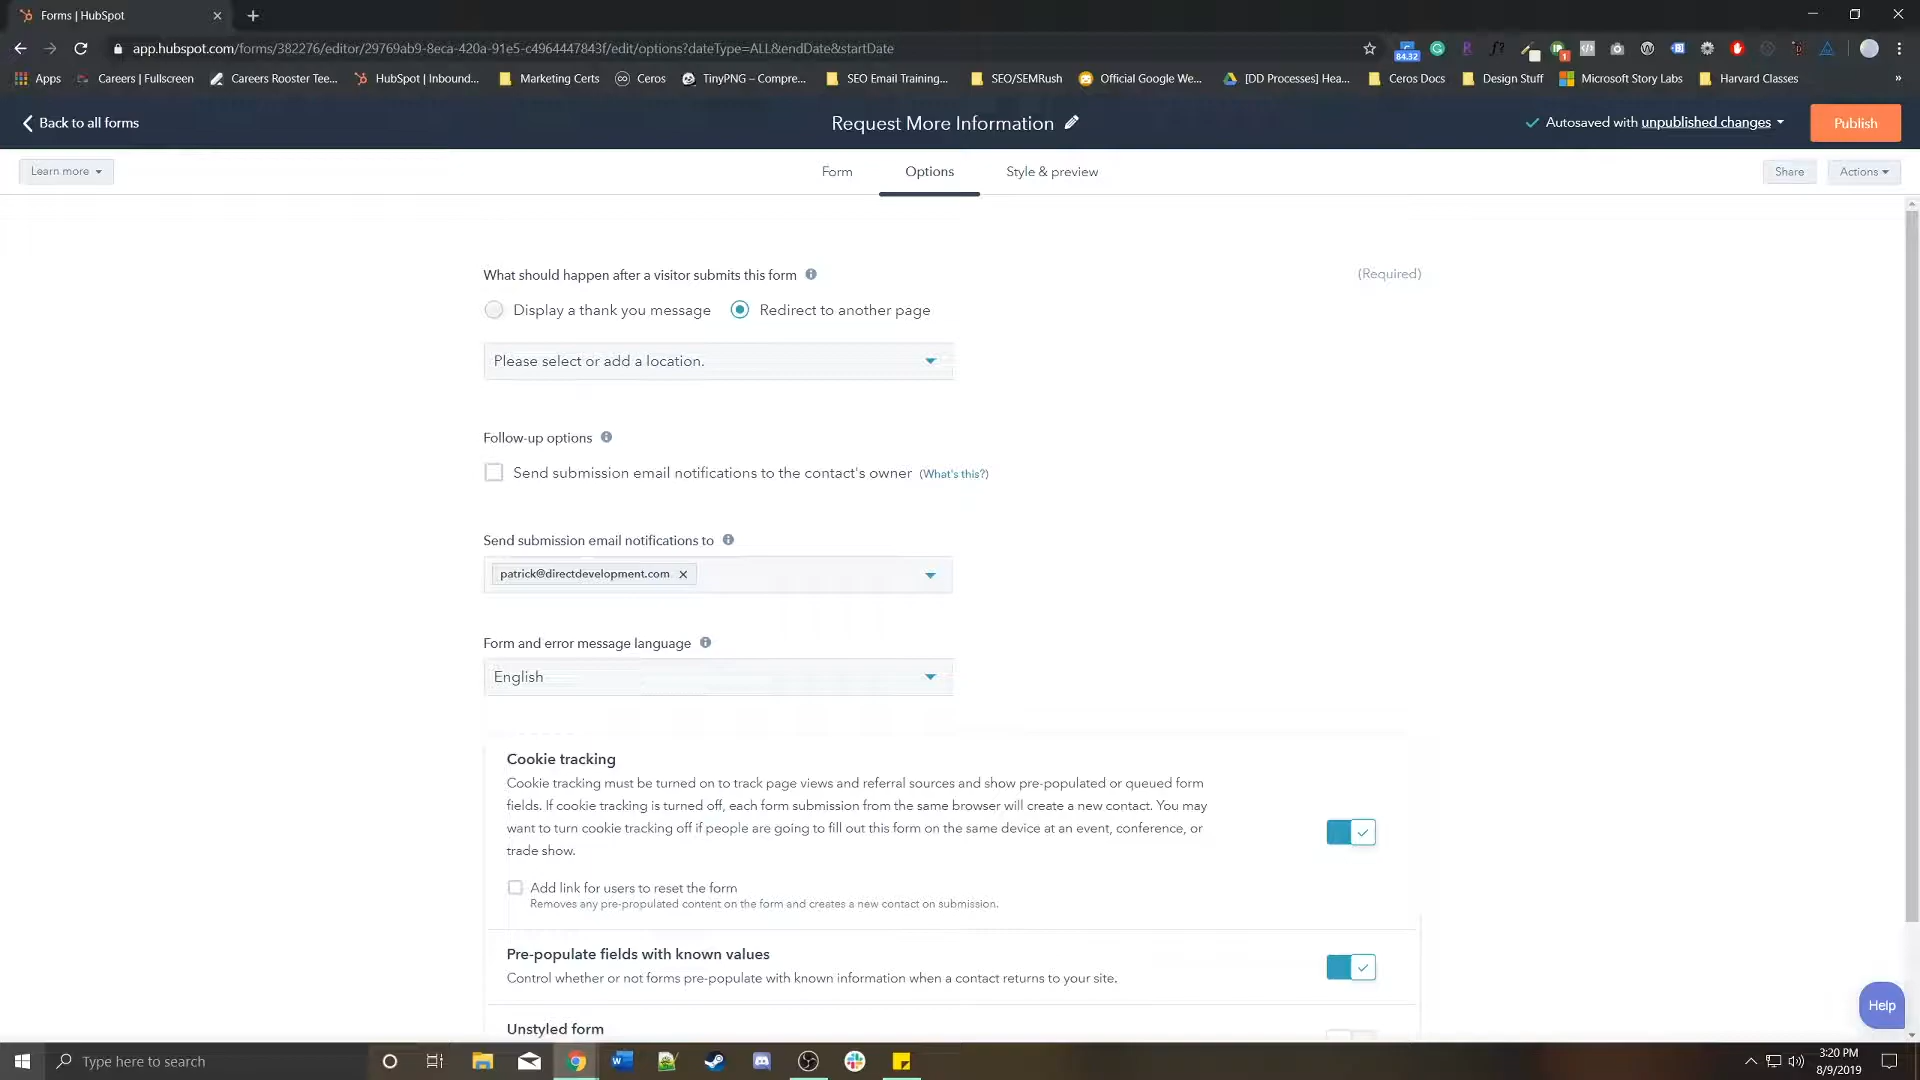 Forms | HubSpot
app.hubspot.com/forms/382276/editor/29769ab9-8eca-420a-91e5-c4964447843f/edit/options?dateType=ALL&endDate&startDate
84.32
1
Apps
Careers | Fullscreen
Careers Rooster Tee...
HubSpot | Inbound...
Marketing Certs
Ceros
TinyPNG – Compre...
SEO Email Training...
SEO/SEMRush
Official Google We...
[DD Processes] Hea...
Ceros Docs
Design Stuff
Microsoft Story Labs
Harvard Classes
»
Back to all forms
Request More Information
Autosaved with unpublished changes
Publish
Learn more
Form
Options
Style & preview
Share
Actions
What should happen after a visitor submits this form
(Required)
Display a thank you message
Redirect to another page
Please select or add a location.
Follow-up options
Send submission email notifications to the contact's owner (What's this?)
Send submission email notifications to
patrick@directdevelopment.com
Form and error message language
English
Cookie tracking
Cookie tracking must be turned on to track page views and referral sources and show pre-populated or queued form
fields. If cookie tracking is turned off, each form submission from the same browser will create a new contact. You may
want to turn cookie tracking off if people are going to fill out this form on the same device at an event, conference, or
trade show.
Add link for users to reset the form
Removes any pre-propulated content on the form and creates a new contact on submission.
Pre-populate fields with known values
Control whether or not forms pre-populate with known information when a contact returns to your site.
Unstyled form
Help
Type here to search
3:20 PM
8/9/2019